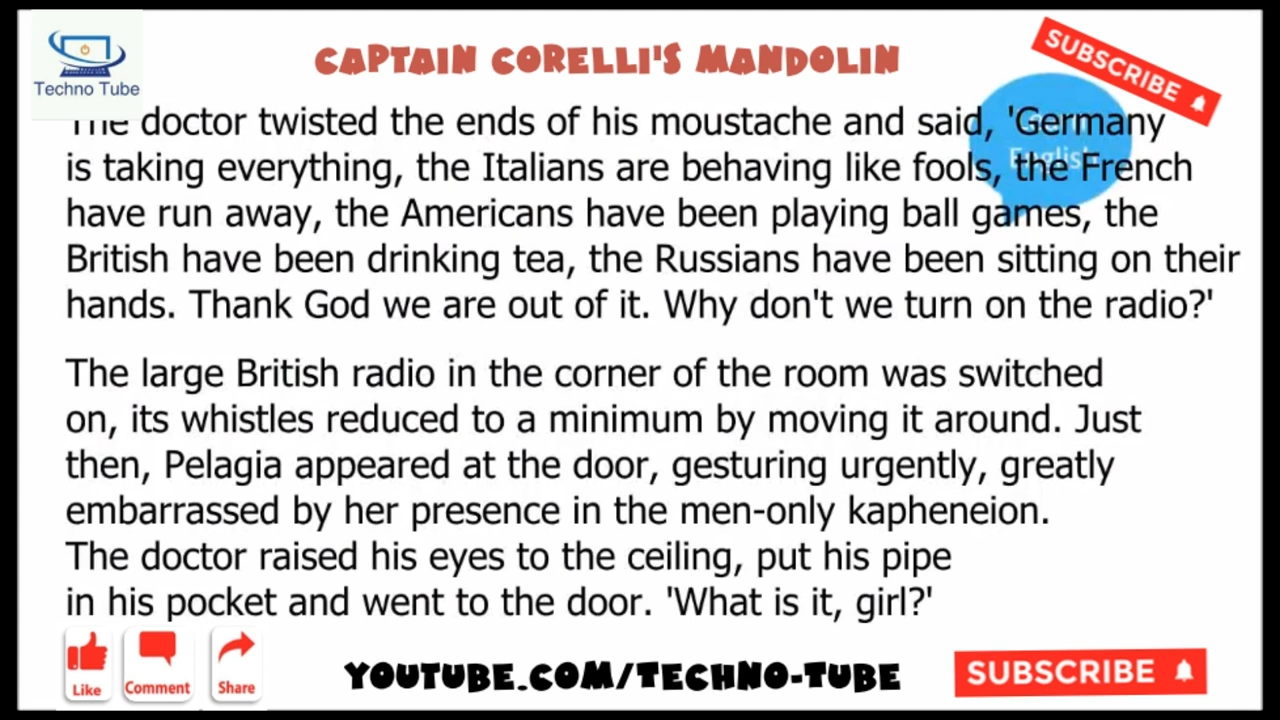 Techno Tube
CAPTAIN CORELLI'S MANDOLIN
SUBSCRIBE
The doctor twisted the ends of his moustache and said, 'Germany
is taking everything, the Italians are behaving like fools, the French
have run away, the Americans have been playing ball games, the
British have been drinking tea, the Russians have been sitting on their
hands. Thank God we are out of it. Why don't we turn on the radio?'
English
The large British radio in the corner of the room was switched
on, its whistles reduced to a minimum by moving it around. Just
then, Pelagia appeared at the door, gesturing urgently, greatly
embarrassed by her presence in the men-only kapheneion.
The doctor raised his eyes to the ceiling, put his pipe
in his pocket and went to the door. 'What is it, girl?'
Like
Comment
Share
YOUTUBE.COM/TECHNO-TUBE
SUBSCRIBE